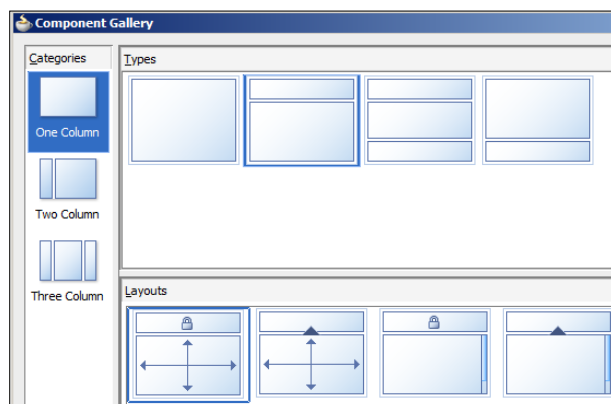 Component Gallery
Categories
Types
One Column
Two Column
Three Column
Layouts